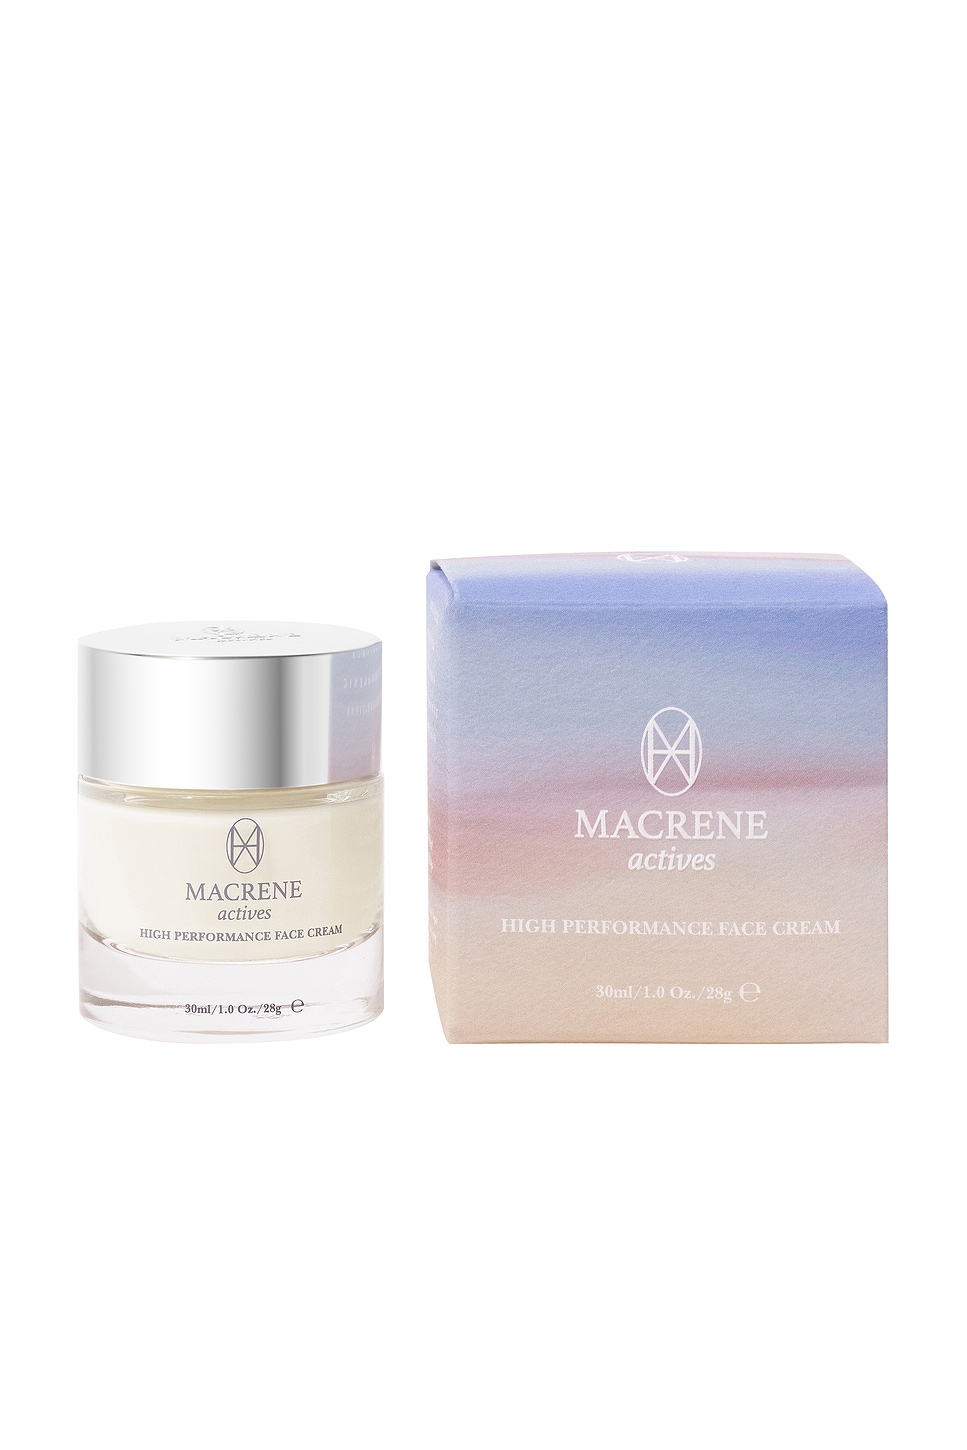 MACRENE
actives
HIGH PERFORMANCE FACE CREAM
30ml/1.0 Oz./28g ℮
MACRENE
actives
HIGH PERFORMANCE FACE CREAM
30ml/1.0 Oz./28g ℮